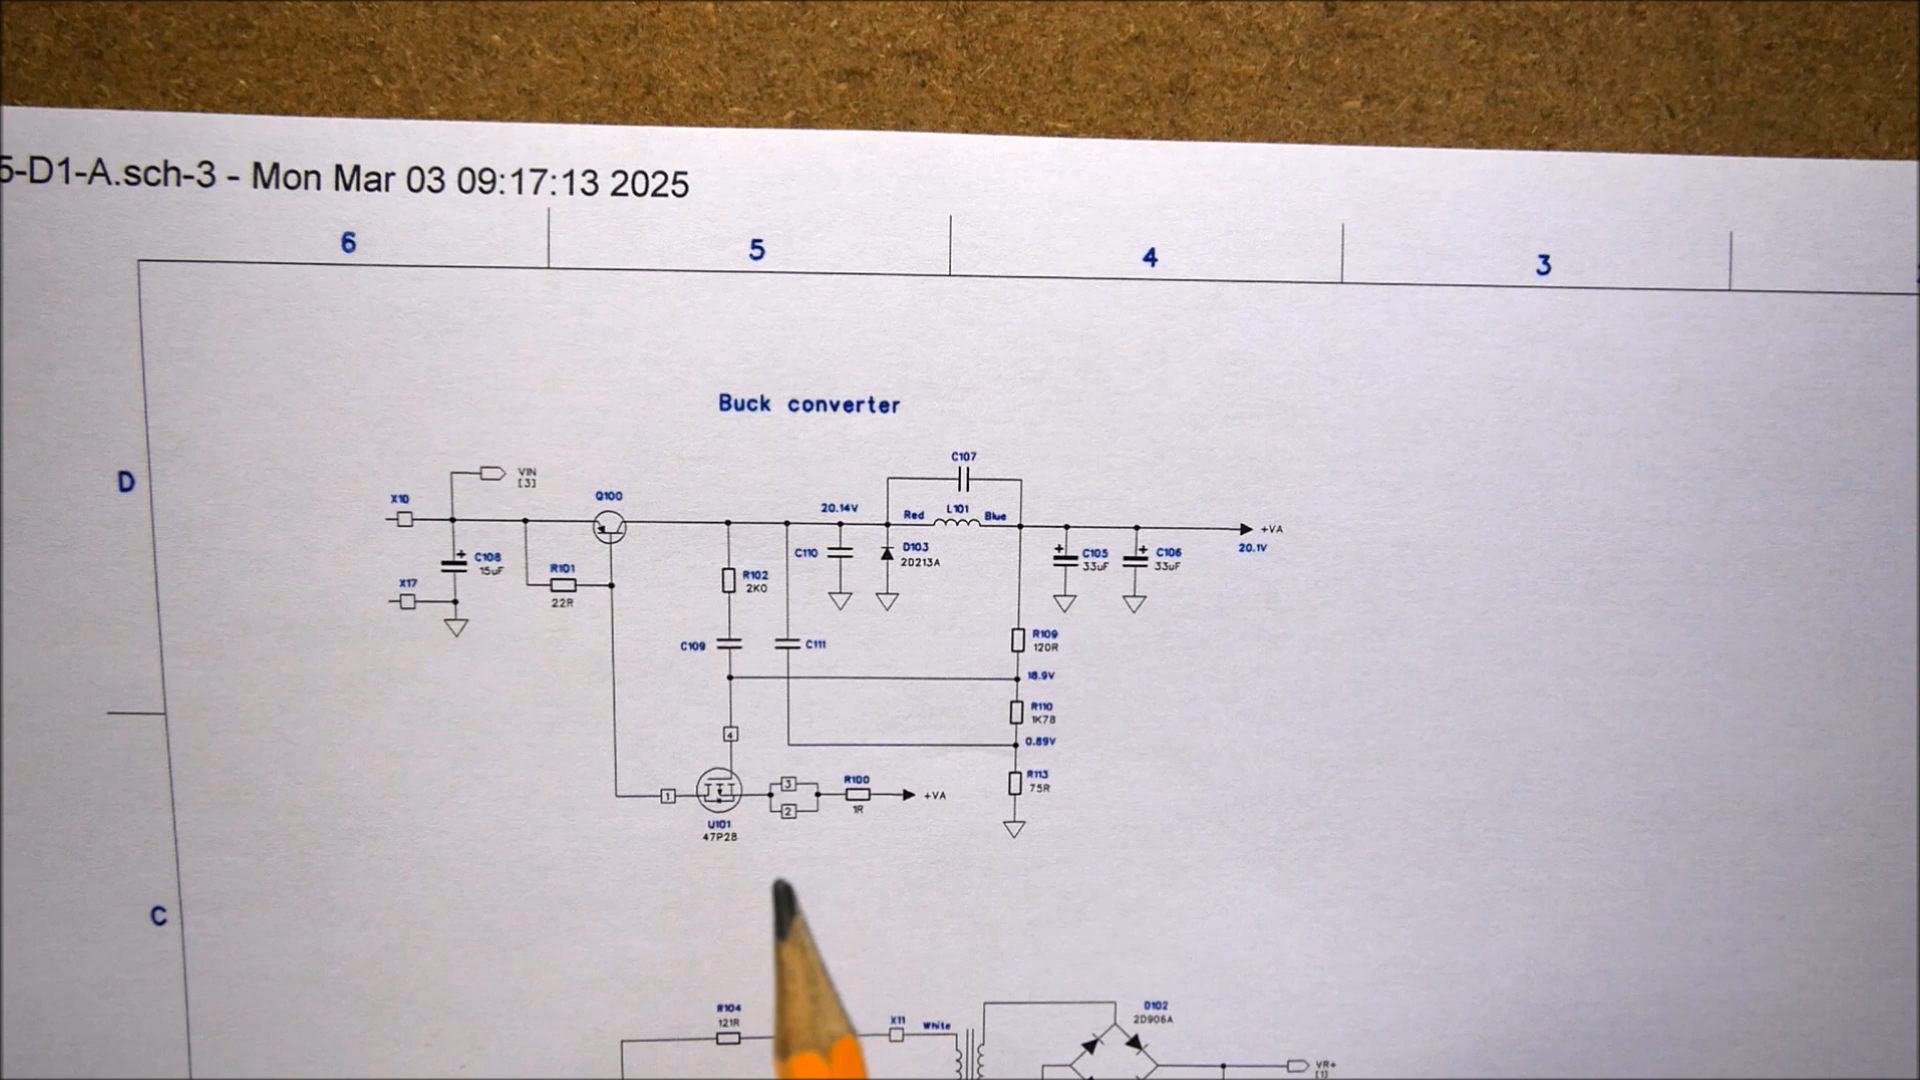 5-D1-A.sch-3 - Mon Mar 03 09:17:13 2025
6 5 4 3
Buck converter
D
C
VIN
[3]
X10
X17
C108
15uF
Q100
R101
22R
R102
2K0
C109
C111
20.14V
C110
D103
2D213A
C107
Red L101 Blue
C105
33uF
C106
33uF
+VA
20.1V
R109
120R
18.9V
R110
1K78
0.89V
R113
75R
4
1
3
2
U101
47P28
R100
1R
+VA
R104
121R
X11
White
D102
2D906A
VR+
[1]